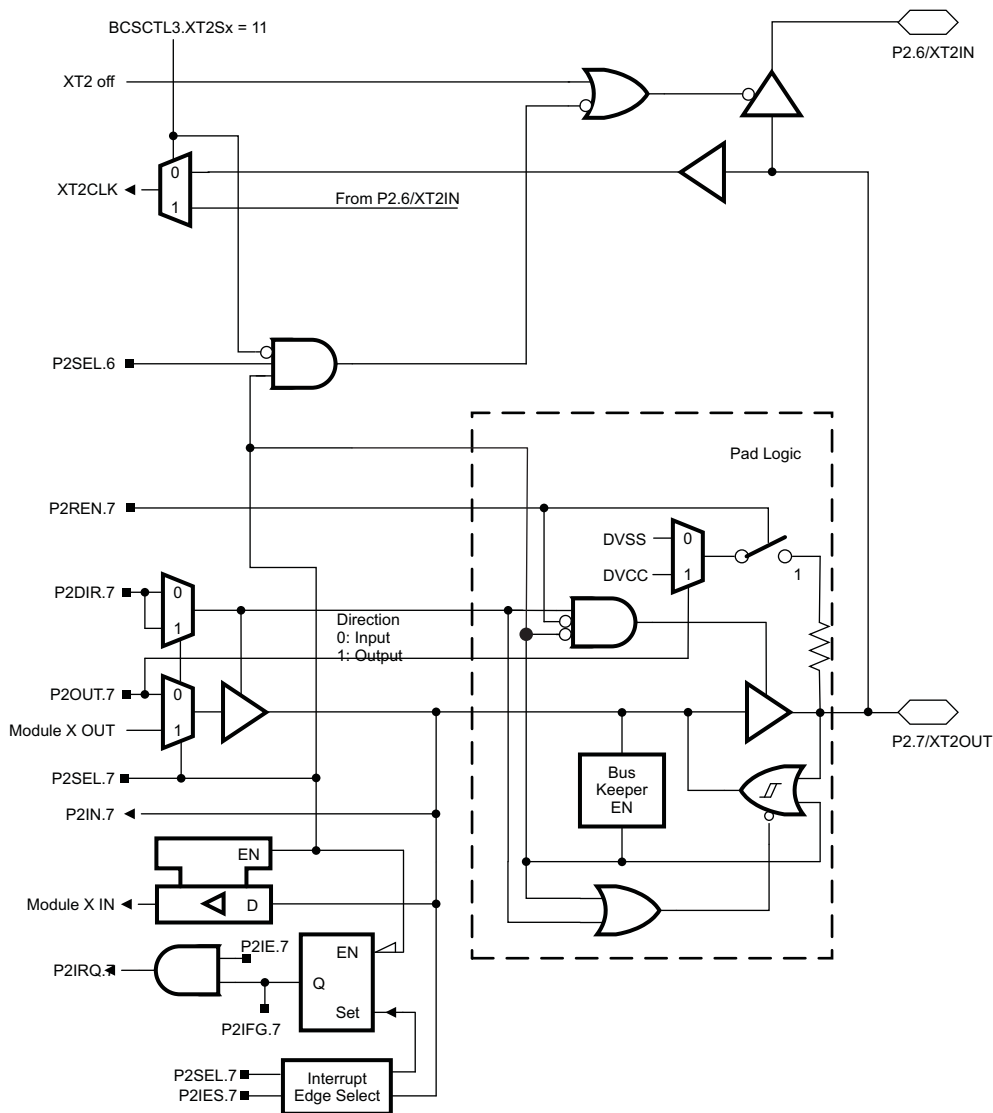 BCSCTL3.XT2Sx = 11
P2.6/XT2IN
XT2 off
0
XT2CLK
1
From P2.6/XT2IN
P2SEL.6
Pad Logic
P2REN.7
DVSS
0
DVCC
1
1
P2DIR.7
0
1
Direction
0: Input
1: Output
P2OUT.7
0
Module X OUT
1
P2.7/XT2OUT
P2SEL.7
Bus
Keeper
EN
P2IN.7
EN
Module X IN
D
P2IE.7
EN
P2IRQ.7
Q
Set
P2IFG.7
P2SEL.7
P2IES.7
Interrupt
Edge Select